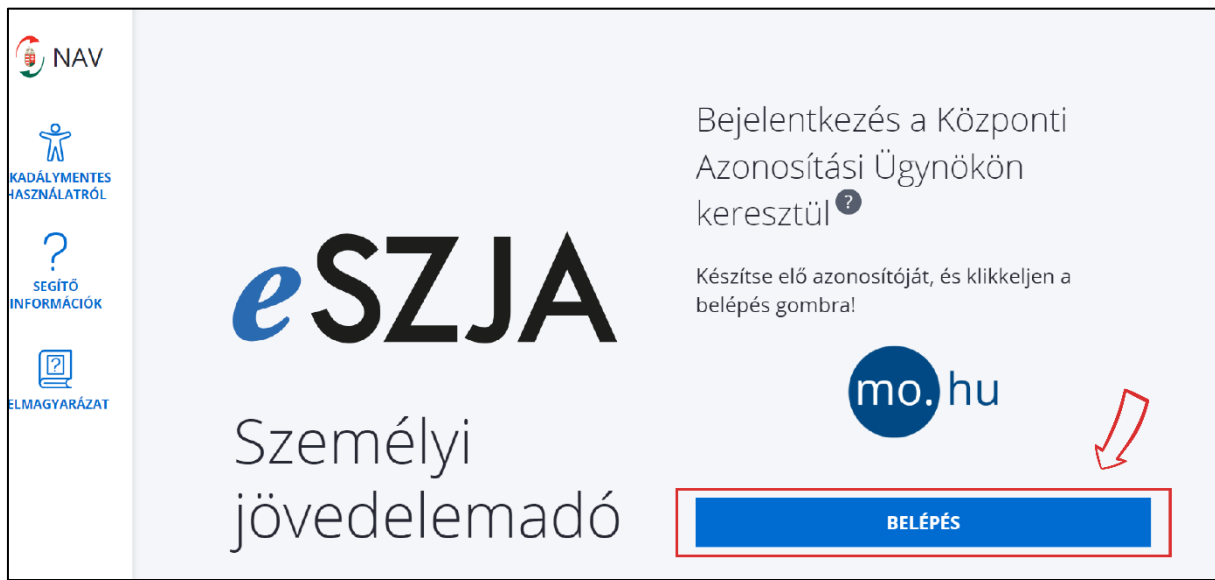 NAV
KADÁLYMENTES
HASZNÁLATRÓL
?
SEGÍTŐ
INFORMÁCIÓK
?
ELMAGYARÁZAT
eSZJA
Személyi
jövedelemadó
Bejelentkezés a Központi
Azonosítási Ügynökön
keresztül ?
Készítse elő azonosítóját, és klikkeljen a
belépés gombra!
mo.hu
BELÉPÉS